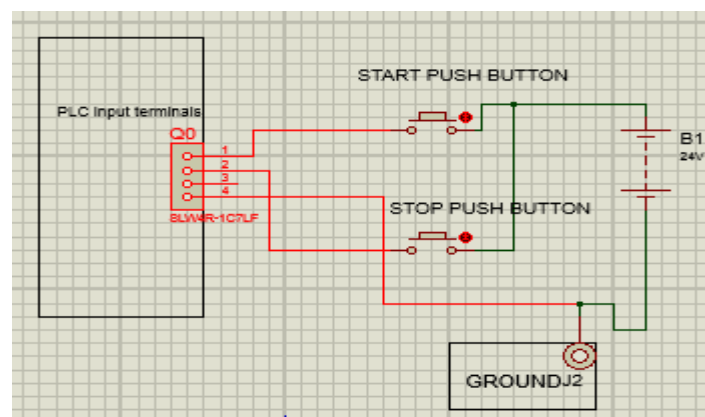 START PUSH BUTTON
PLC Input terminals
Q0
1
2
3
4
SLW4R-1C7LF
B1
24V
STOP PUSH BUTTON
GROUNDJ2